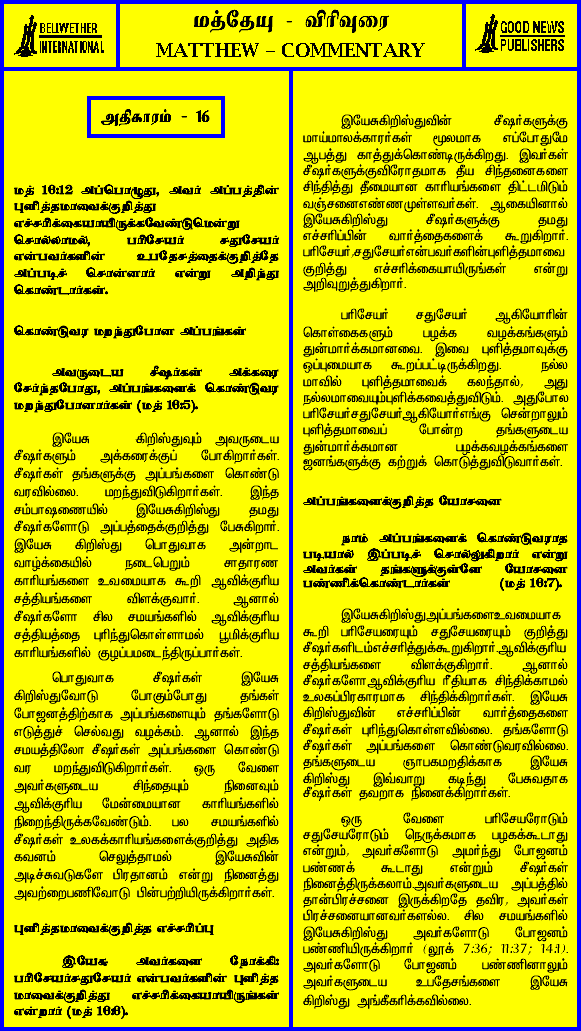 BELLWETHER
INTERNATIONAL
மத்தேயு - விரிவுரை
MATTHEW – COMMENTARY
GOOD NEWS
PUBLISHERS
அதிகாரம் - 16
மத் 16:12 அப்பொழுது, அவர் அப்பத்தின்
புளித்தமாவைக்குறித்து
எச்சரிக்கையாயிருக்கவேண்டுமென்று
சொல்லாமல், பரிசேயர் சதுசேயர்
என்பவர்களின் உபதேசத்தைக்குறித்தே
அப்படிச் சொன்னார் என்று அறிந்து
கொண்டார்கள்.
கொண்டுவர மறந்துபோன அப்பங்கள்
அவருடைய சீஷர்கள் அக்கரை
சேர்ந்தபோது, அப்பங்களைக் கொண்டுவர
மறந்துபோனார்கள் (மத் 16:5).
இயேசு கிறிஸ்துவும் அவருடைய
சீஷர்களும் அக்கரைக்குப் போகிறார்கள்.
சீஷர்கள் தங்களுக்கு அப்பங்களை கொண்டு
வரவில்லை. மறந்துவிடுகிறார்கள். இந்த
சம்பாஷணையில் இயேசுகிறிஸ்து தமது
சீஷர்களோடு அப்பத்தைக்குறித்து பேசுகிறார்.
இயேசு கிறிஸ்து பொதுவாக அன்றாட
வாழ்க்கையில் நடைபெறும் சாதாரண
காரியங்களை உவமையாக கூறி ஆவிக்குரிய
சத்தியங்களை விளக்குவார். ஆனால்
சீஷர்களோ சில சமயங்களில் ஆவிக்குரிய
சத்தியத்தை புரிந்துகொள்ளாமல் பூமிக்குரிய
காரியங்களில் குழப்பமடைந்திருப்பார்கள்.
பொதுவாக சீஷர்கள் இயேசு
கிறிஸ்துவோடு போகும்போது தங்கள்
போஜனத்திற்காக அப்பங்களையும் தங்களோடு
எடுத்துச் செல்வது வழக்கம். ஆனால் இந்த
சமயத்திலோ சீஷர்கள் அப்பங்களை கொண்டு
வர மறந்துவிடுகிறார்கள். ஒரு வேளை
அவர்களுடைய சிந்தையும் நினைவும்
ஆவிக்குரிய மேன்மையான காரியங்களில்
நிறைந்திருக்கவேண்டும். பல சமயங்களில்
சீஷர்கள் உலகக்காரியங்களைக்குறித்து அதிக
கவனம் செலுத்தாமல் இயேசுவின்
அடிச்சுவடுகளே பிரதானம் என்று நினைத்து
அவற்றைபணிவோடு பின்பற்றியிருக்கிறார்கள்.
புளித்தமாவைக்குறித்த எச்சரிப்பு
இயேசு அவர்களை நோக்கி:
பரிசேயர்சதுசேயர் என்பவர்களின் புளித்த
மாவைக்குறித்து எச்சரிக்கையாயிருங்கள்
என்றார் (மத் 16:6).
இயேசுகிறிஸ்துவின் சீஷர்களுக்கு
மாய்மாலக்காரர்கள் மூலமாக எப்போதுமே
ஆபத்து காத்துக்கொண்டிருக்கிறது. இவர்கள்
சீஷர்களுக்குவிரோதமாக தீய சிந்தனைகளை
சிந்தித்து தீமையான காரியங்களை திட்டமிடும்
வஞ்சனைஎண்ணமுள்ளவர்கள். ஆகையினால்
இயேசுகிறிஸ்து சீஷர்களுக்கு தமது
எச்சரிப்பின் வார்த்தைகளைக் கூறுகிறார்.
பரிசேயர்,சதுசேயர்என்பவர்களின்புளித்தமாவை
குறித்து எச்சரிக்கையாயிருங்கள் என்று
அறிவுறுத்துகிறார்.
பரிசேயர் சதுசேயர் ஆகியோரின்
கொள்கைகளும் பழக்க வழக்கங்களும்
துன்மார்க்கமானவை. இவை புளித்தமாவுக்கு
ஒப்புமையாக கூறப்பட்டிருக்கிறது. நல்ல
மாவில் புளித்தமாவைக் கலந்தால், அது
நல்லமாவையும்புளிக்கவைத்துவிடும். அதுபோல
பரிசேயர்சதுசேயர்ஆகியோர்எங்கு சென்றாலும்
புளித்தமாவைப் போன்ற தங்களுடைய
துன்மார்க்கமான பழக்கவழக்கங்களை
ஜனங்களுக்கு கற்றுக் கொடுத்துவிடுவார்கள்.
அப்பங்களைக்குறித்த யோசனை
நாம் அப்பங்களைக் கொண்டுவராத
படியால் இப்படிச் சொல்லுகிறார் என்று
அவர்கள் தங்களுக்குள்ளே யோசனை
பண்ணிக்கொண்டார்கள் (மத் 16:7).
இயேசுகிறிஸ்துஅப்பங்களைஉவமையாக
கூறி பரிசேயரையும் சதுசேயரையும் குறித்து
சீஷர்களிடம்எச்சரித்துக்கூறுகிறார்.ஆவிக்குரிய
சத்தியங்களை விளக்குகிறார். ஆனால்
சீஷர்களோஆவிக்குரிய ரீதியாக சிந்திக்காமல்
உலகப்பிரகாரமாக சிந்திக்கிறார்கள். இயேசு
கிறிஸ்துவின் எச்சரிப்பின் வார்த்தைகளை
சீஷர்கள் புரிந்துகொள்ளவில்லை. தங்களோடு
சீஷர்கள் அப்பங்களை கொண்டுவரவில்லை.
தங்களுடைய ஞாபகமறதிக்காக இயேசு
கிறிஸ்து இவ்வாறு கடிந்து பேசுவதாக
சீஷர்கள் தவறாக நினைக்கிறார்கள்.
ஒரு வேளை பரிசேயரோடும்
சதுசேயரோடும் நெருக்கமாக பழகக்கூடாது
என்றும், அவர்களோடு அமர்ந்து போஜனம்
பண்ணக் கூடாது என்றும் சீஷர்கள்
நினைத்திருக்கலாம்.அவர்களுடைய அப்பத்தில்
தான்பிரச்சனை இருக்கிறதே தவிர, அவர்கள்
பிரச்சனையானவர்களல்ல. சில சமயங்களில்
இயேசுகிறிஸ்து அவர்களோடு போஜனம்
பண்ணியிருக்கிறார் (லூக் 7:36; 11:37; 14:1).
அவர்களோடு போஜனம் பண்ணினாலும்
அவர்களுடைய உபதேசங்களை இயேசு
கிறிஸ்து அங்கீகரிக்கவில்லை.